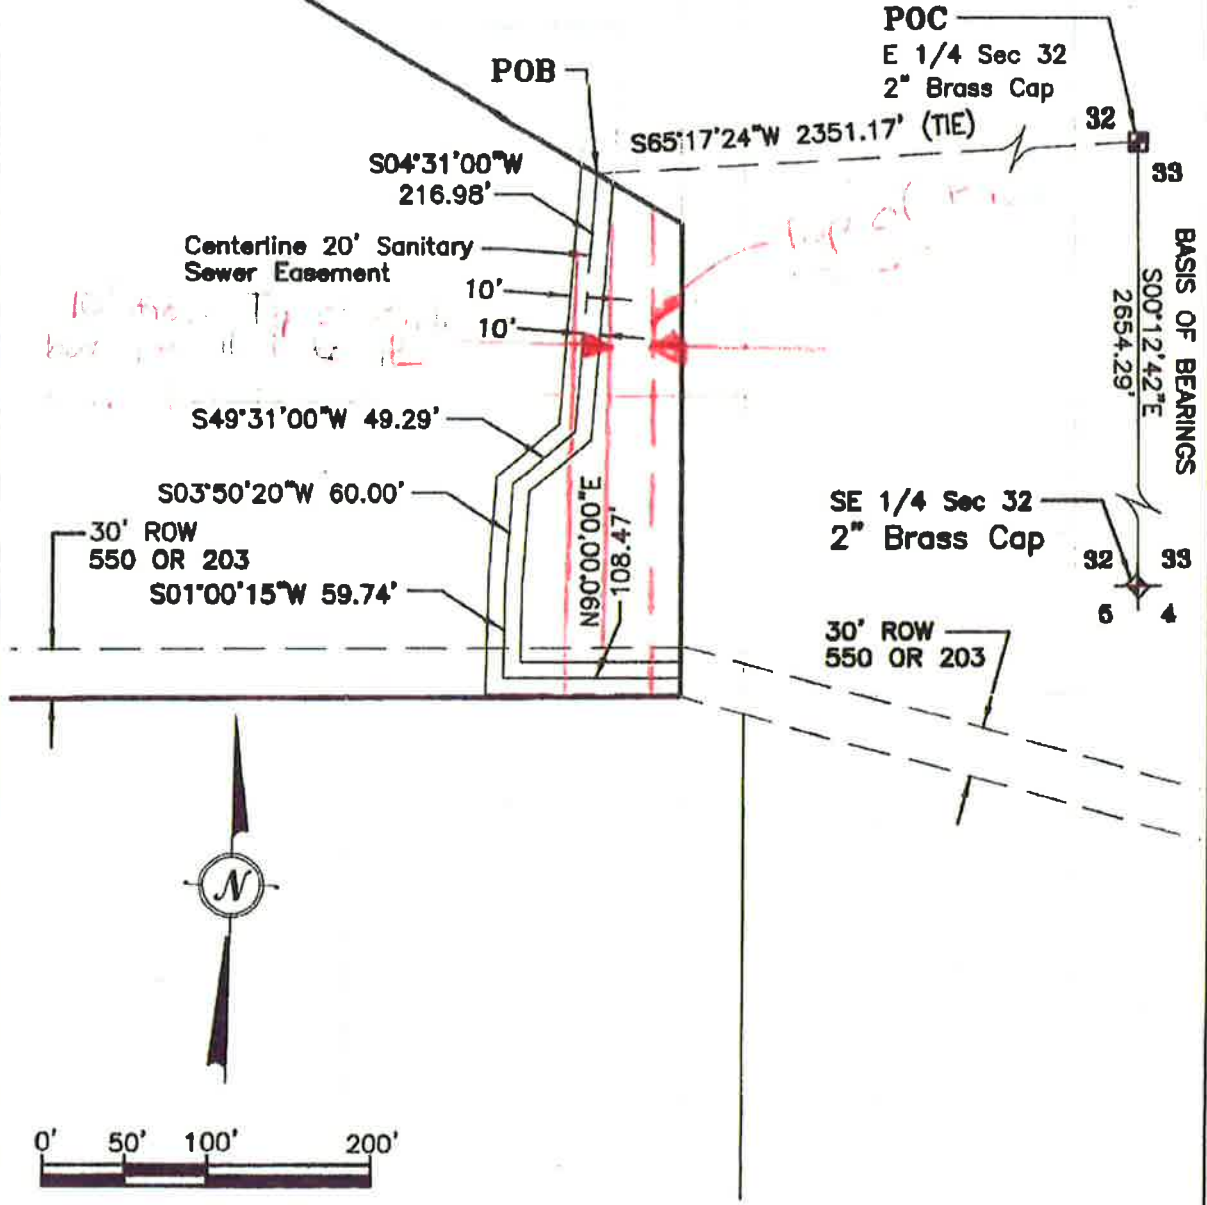 POC
E 1/4 Sec 32
2" Brass Cap
POB
S65°17'24"W 2351.17' (TIE)
32
33
S04°31'00"W
216.98'
Centerline 20' Sanitary
Sewer Easement
10'
10'
BASIS OF BEARINGS
S00°12'42"E
2654.29'
S49°31'00"W 49.29'
S03°50'20"W 60.00'
30' ROW
550 OR 203
S01°00'15"W 59.74'
N90°00'00"E
108.47'
SE 1/4 Sec 32
2" Brass Cap
32
33
5
4
30' ROW
550 OR 203
N
0'
50'
100'
200'
top of